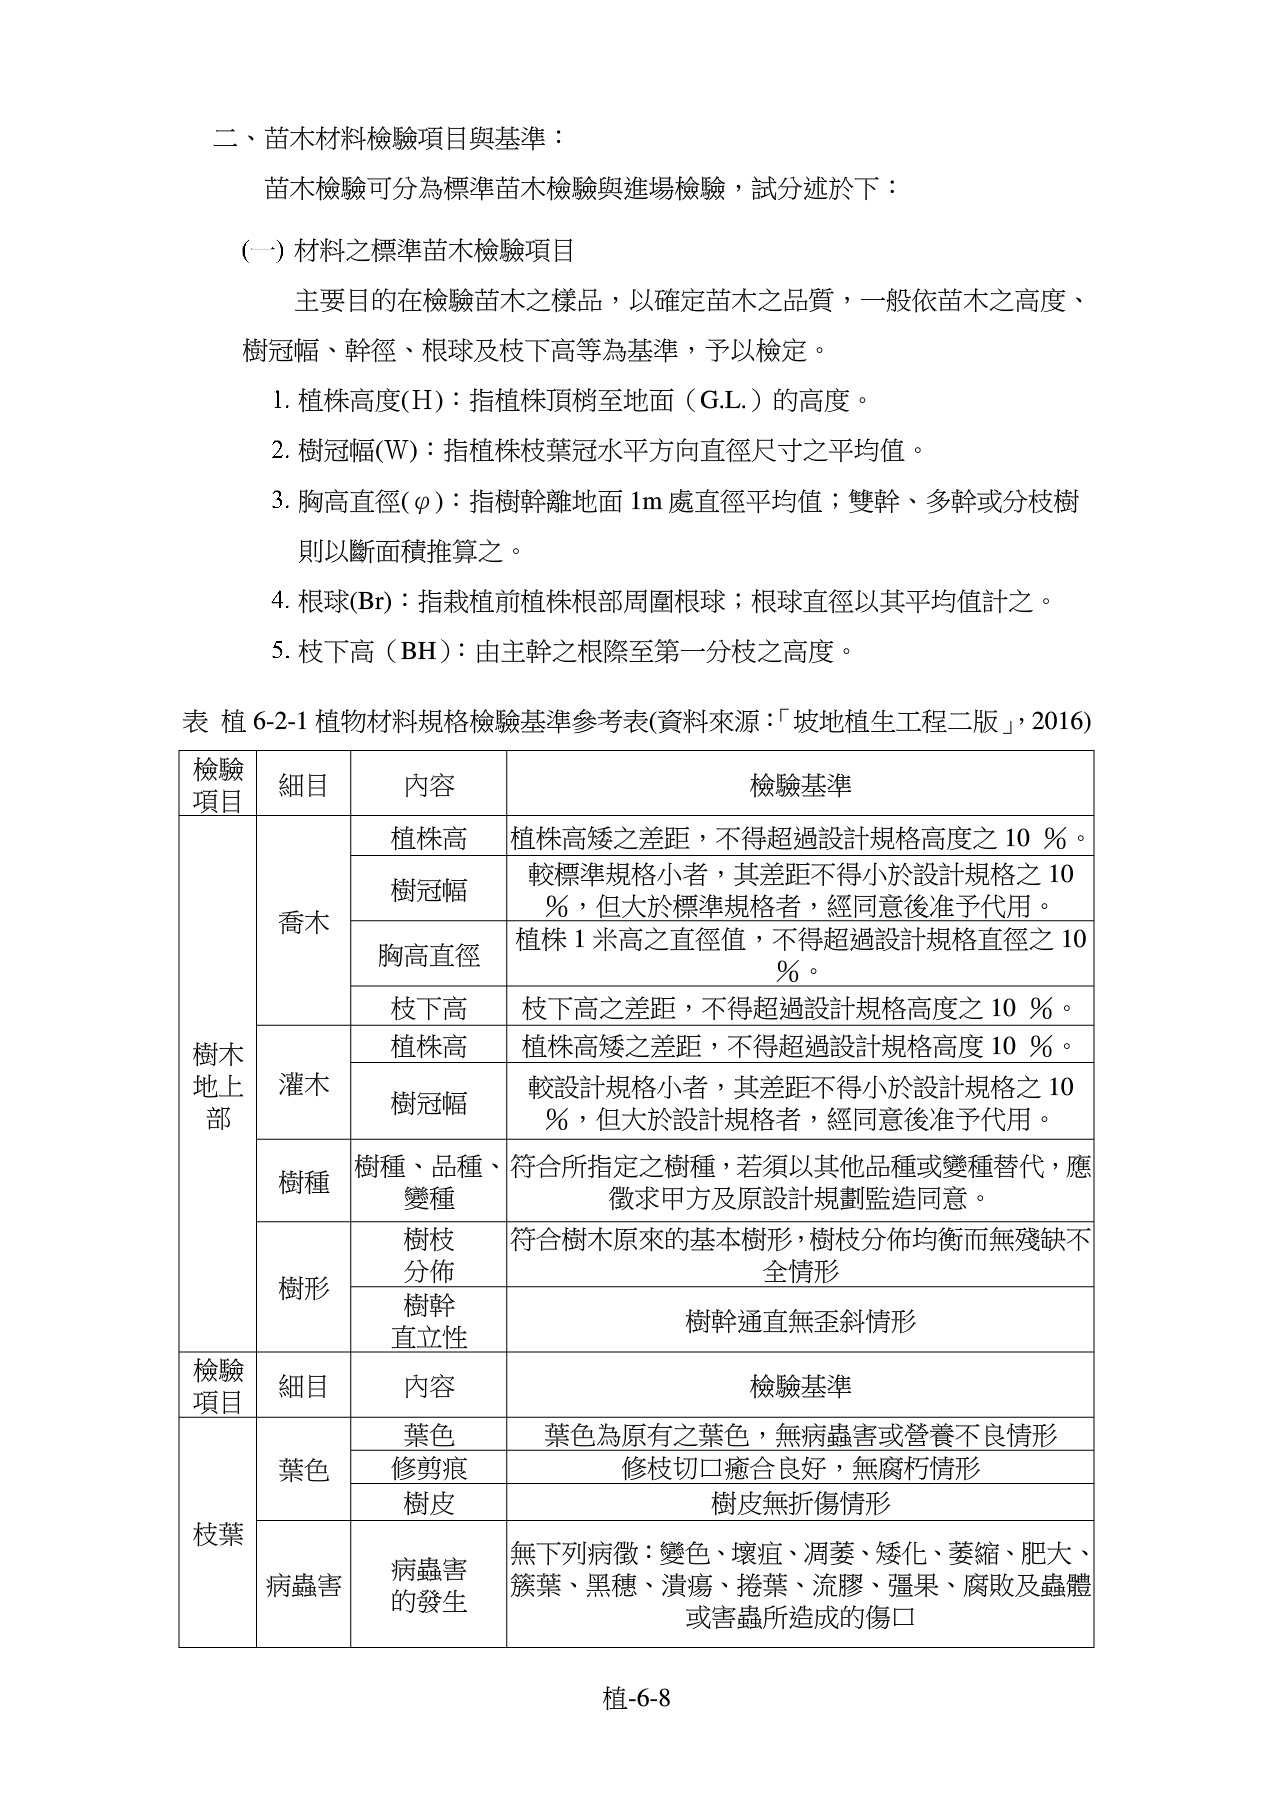 二、苗木材料檢驗項目與基準：
苗木檢驗可分為標準苗木檢驗與進場檢驗，試分述於下：
(一) 材料之標準苗木檢驗項目
主要目的在檢驗苗木之樣品，以確定苗木之品質，一般依苗木之高度、
樹冠幅、幹徑、根球及枝下高等為基準，予以檢定。
1. 植株高度(H)：指植株頂梢至地面（G.L.）的高度。
2. 樹冠幅(W)：指植株枝葉冠水平方向直徑尺寸之平均值。
3. 胸高直徑(φ)：指樹幹離地面 1m 處直徑平均值；雙幹、多幹或分枝樹
則以斷面積推算之。
4. 根球(Br)：指栽植前植株根部周圍根球；根球直徑以其平均值計之。
5. 枝下高（BH）：由主幹之根際至第一分枝之高度。
表 植 6-2-1 植物材料規格檢驗基準參考表(資料來源：「坡地植生工程二版」，2016)
檢驗
項目
細目
內容
檢驗基準
樹木
地上
部
喬木
植株高
植株高矮之差距，不得超過設計規格高度之 10 ％。
樹冠幅
較標準規格小者，其差距不得小於設計規格之 10
％，但大於標準規格者，經同意後准予代用。
胸高直徑
植株 1 米高之直徑值，不得超過設計規格直徑之 10
％。
枝下高
枝下高之差距，不得超過設計規格高度之 10 ％。
灌木
植株高
植株高矮之差距，不得超過設計規格高度 10 ％。
樹冠幅
較設計規格小者，其差距不得小於設計規格之 10
％，但大於設計規格者，經同意後准予代用。
樹種
樹種、品種、
變種
符合所指定之樹種，若須以其他品種或變種替代，應
徵求甲方及原設計規劃監造同意。
樹形
樹枝
分佈
符合樹木原來的基本樹形，樹枝分佈均衡而無殘缺不
全情形
樹幹
直立性
樹幹通直無歪斜情形
檢驗
項目
細目
內容
檢驗基準
枝葉
葉色
葉色
葉色為原有之葉色，無病蟲害或營養不良情形
修剪痕
修枝切口癒合良好，無腐朽情形
樹皮
樹皮無折傷情形
病蟲害
病蟲害
的發生
無下列病徵：變色、壞疽、凋萎、矮化、萎縮、肥大、
簇葉、黑穗、潰瘍、捲葉、流膠、殭果、腐敗及蟲體
或害蟲所造成的傷口
植-6-8